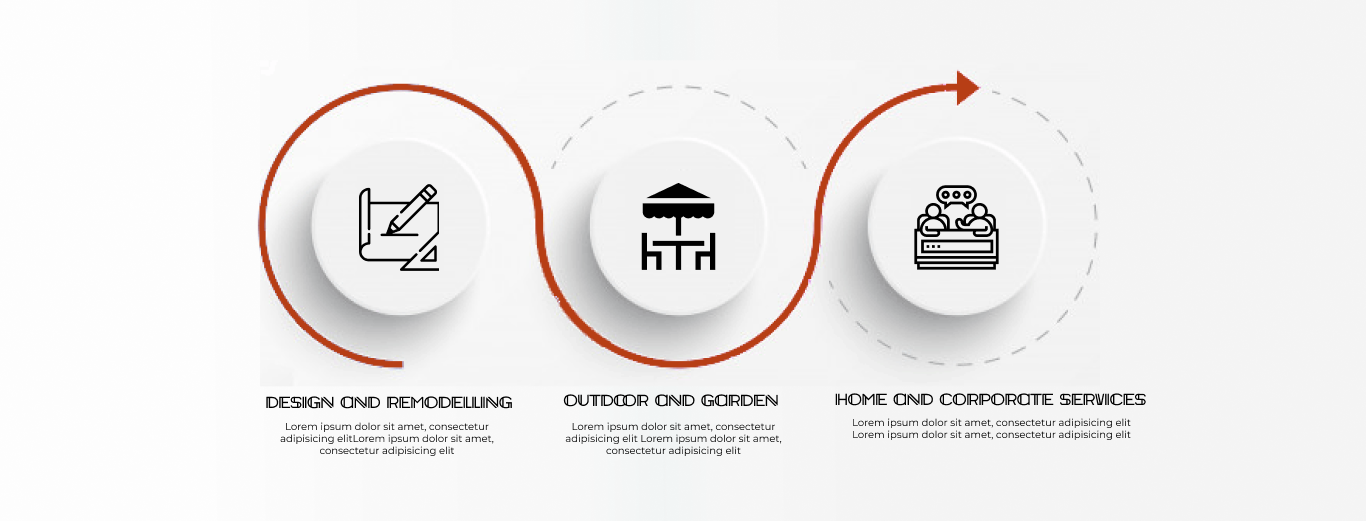 DESIGN AND REMODELLING
Lorem ipsum dolor sit amet, consectetur
adipisicing elitLorem ipsum dolor sit amet,
consectetur adipisicing elit
OUTDOOR AND GARDEN
Lorem ipsum dolor sit amet, consectetur
adipisicing elit Lorem ipsum dolor sit amet,
consectetur adipisicing elit
HOME AND CORPORATE SERVICES
Lorem ipsum dolor sit amet, consectetur adipisicing elit
Lorem ipsum dolor sit amet, consectetur adipisicing elit